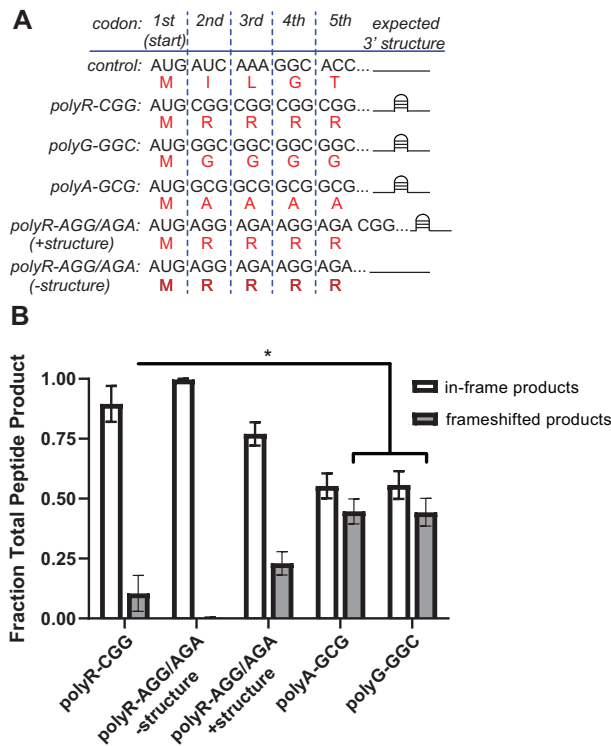 A
codon: 1st 2nd 3rd 4th 5th expected
(start) 3' structure
control: AUG AUC AAA GGC ACC...
M I L G T
polyR-CGG: AUG CGG CGG CGG CGG...
M R R R R
polyG-GGC: AUG GGC GGC GGC GGC...
M G G G G
polyA-GCG: AUG GCG GCG GCG GCG...
M A A A A
polyR-AGG/AGA: AUG AGG AGA AGG AGA CGG...
(+structure) M R R R R
polyR-AGG/AGA: AUG AGG AGA AGG AGA...
(-structure) M R R R R
B
*
in-frame products
frameshifted products
Fraction Total Peptide Product
1.00
0.75
0.50
0.25
0.00
polyR-CGG
polyR-AGG/AGA
-structure
polyR-AGG/AGA
+structure
polyA-GCG
polyG-GGC